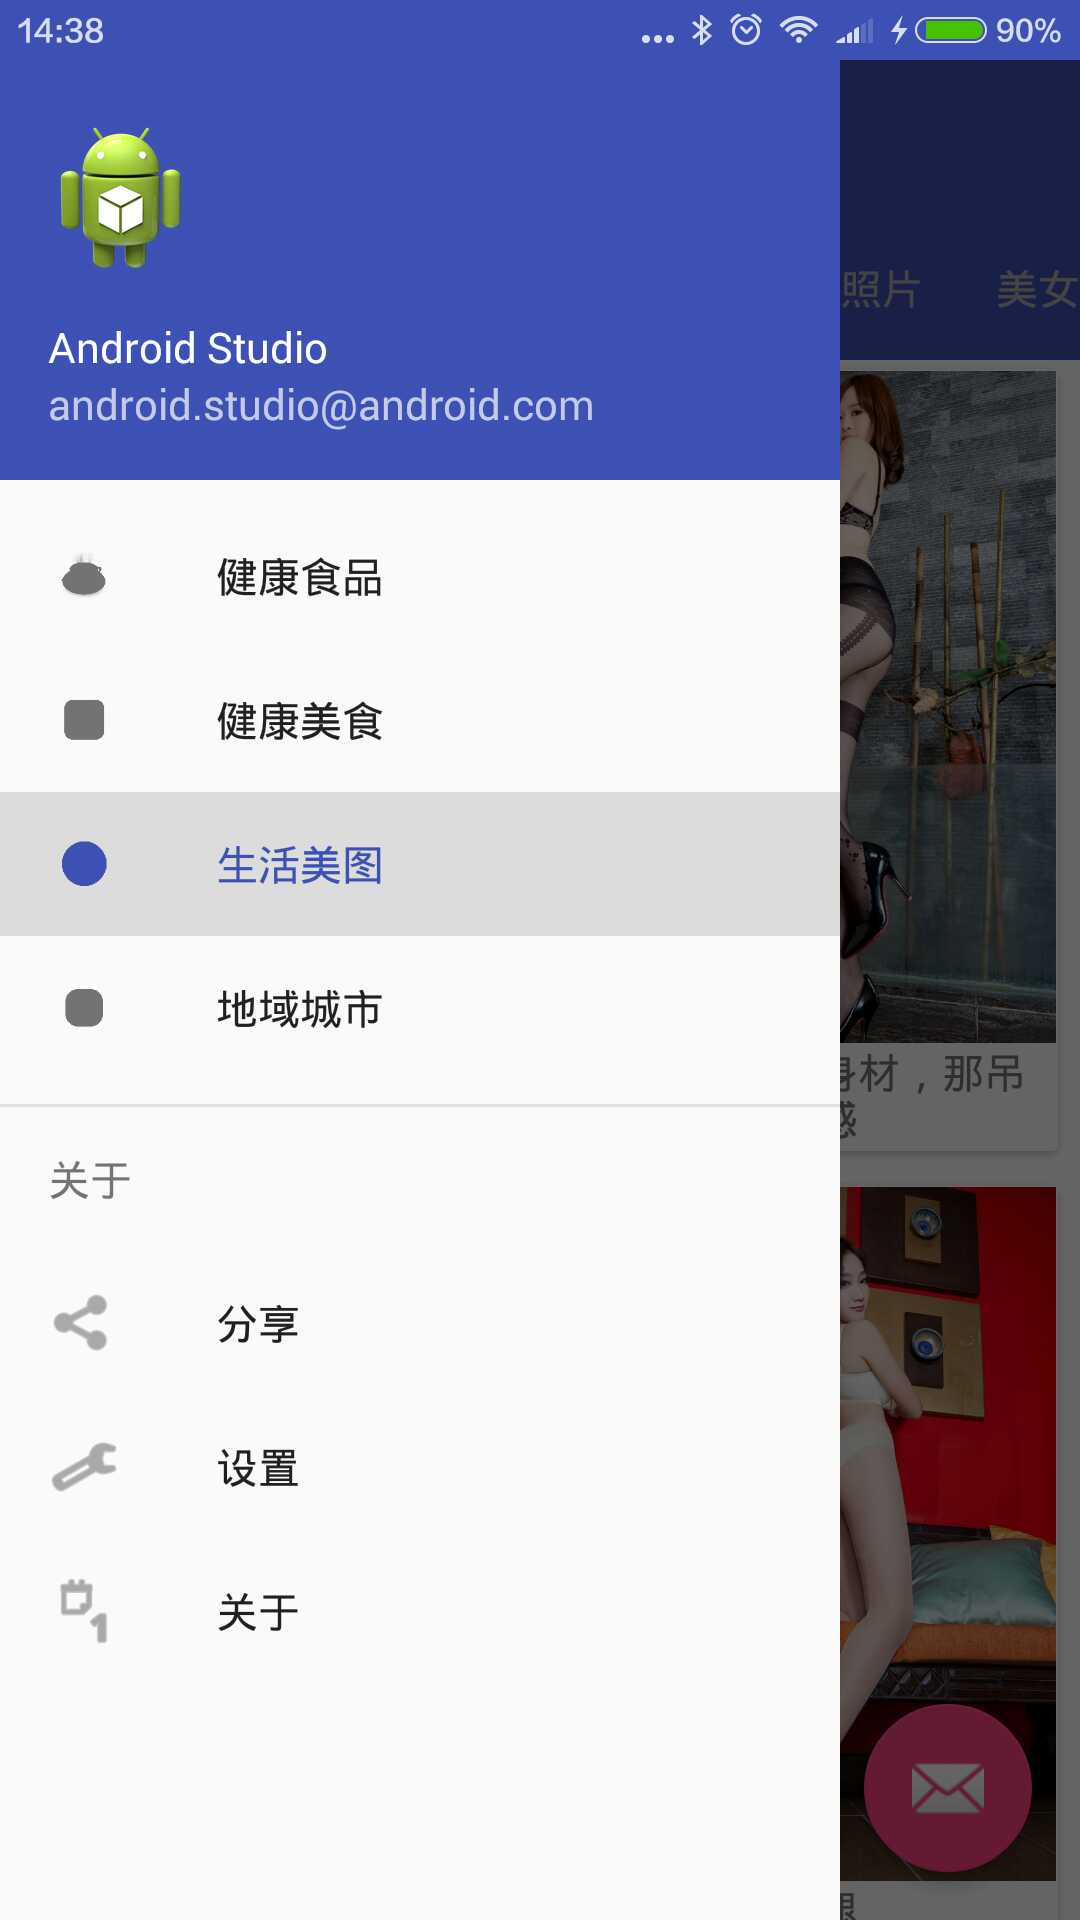 14:38
90%
照片 美女
Android Studio
android.studio@android.com
健康食品
健康美食
生活美图
地域城市
身材，那吊
感
关于
分享
设置
关于